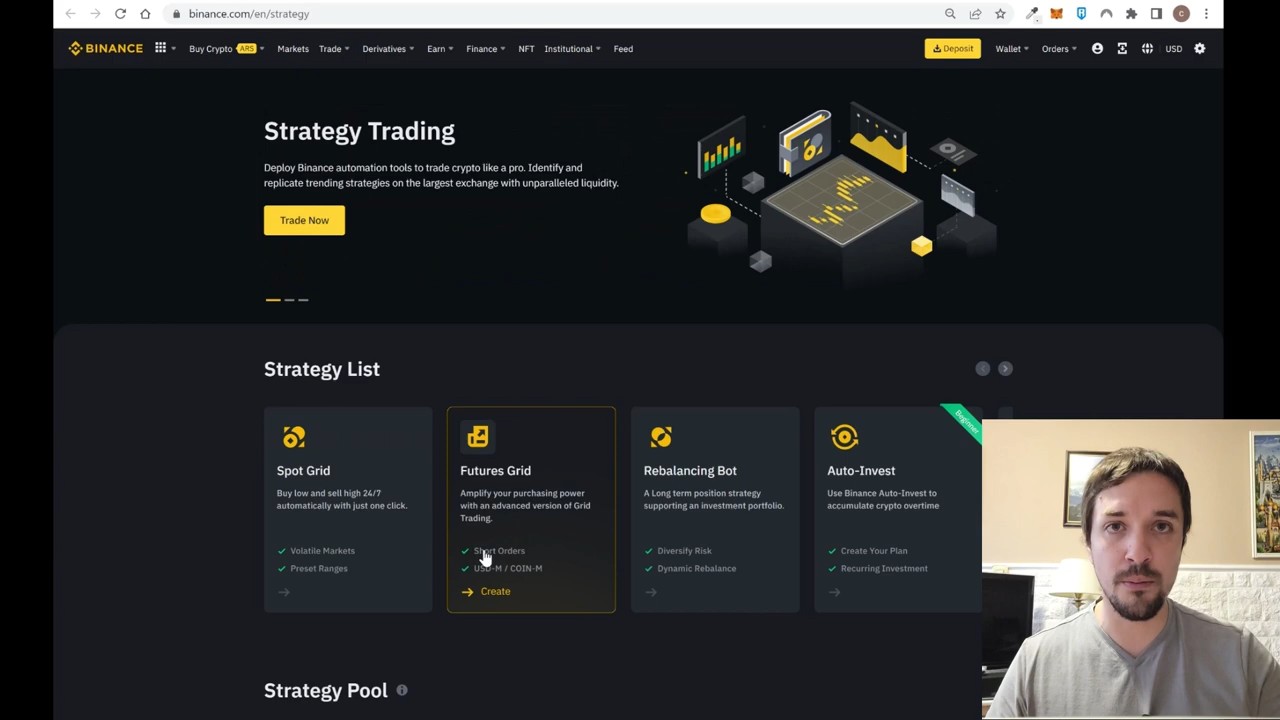 binance.com/en/strategy
BINANCE
Buy Crypto ARS Markets Trade Derivatives Earn Finance NFT Institutional Feed
Deposit Wallet Orders USD
Strategy Trading
Deploy Binance automation tools to trade crypto like a pro. Identify and
replicate trending strategies on the largest exchange with unparalleled liquidity.
Trade Now
Strategy List
Spot Grid
Buy low and sell high 24/7
automatically with just one click.
Volatile Markets
Preset Ranges
Futures Grid
Amplify your purchasing power
with an advanced version of Grid
Trading.
Short Orders
USD-M / COIN-M
Create
Rebalancing Bot
A Long term position strategy
supporting an investment portfolio.
Diversify Risk
Dynamic Rebalance
Beginner
Auto-Invest
Use Binance Auto-Invest to
accumulate crypto overtime
Create Your Plan
Recurring Investment
Strategy Pool